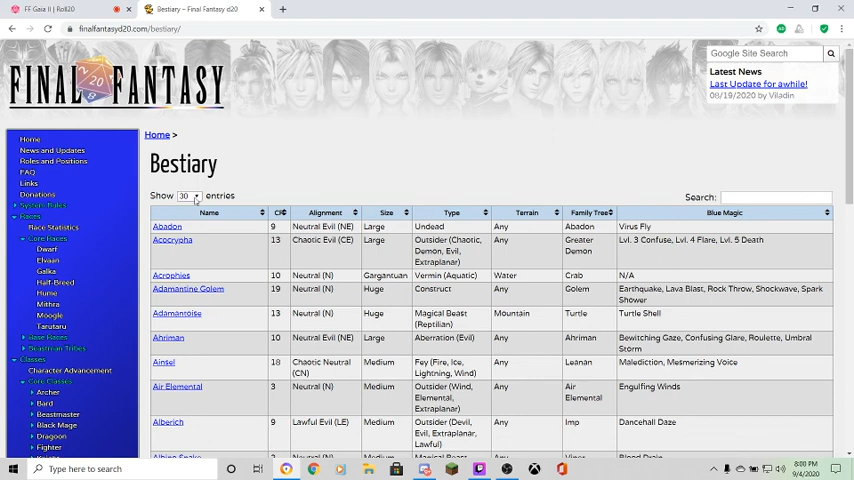 FF Gaia II | Roll20
Bestiary – Final Fantasy d20
finalfantasyd20.com/bestiary/
FINAL FANTASY
20
Google Site Search
Latest News
Last Update for awhile!
08/19/2020 by Viladin
Home
News and Updates
Roles and Positions
FAQ
Links
Donations
System Rules
Races
Race Statistics
Core Races
Dwarf
Elvaan
Galka
Half-Breed
Hume
Mithra
Moogle
Tarutaru
Base Races
Beastman Tribes
Classes
Character Advancement
Core Classes
Archer
Bard
Beastmaster
Black Mage
Dragoon
Fighter
Home >
Bestiary
Show 30 entries
Search:
Name CR Alignment Size Type Terrain Family Tree Blue Magic
Abadon 9 Neutral Evil (NE) Large Undead Any Abadon Virus Fly
Acocrypha 13 Chaotic Evil (CE) Large Outsider (Chaotic, Any Greater Lvl. 3 Confuse, Lvl. 4 Flare, Lvl. 5 Death
Demon, Evil, Demon
Extraplanar)
Acrophies 10 Neutral (N) Gargantuan Vermin (Aquatic) Water Crab N/A
Adamantine Golem 19 Neutral (N) Huge Construct Any Golem Earthquake, Lava Blast, Rock Throw, Shockwave, Spark
Shower
Adamantoise 13 Neutral (N) Huge Magical Beast Mountain Turtle Turtle Shell
(Reptilian)
Ahriman 10 Neutral Evil (NE) Large Aberration (Evil) Any Ahriman Bewitching Gaze, Confusing Glare, Roulette, Umbral
Storm
Aintel 18 Chaotic Neutral Medium Fey (Fire, Ice, Any Leanan Malediction, Mesmerizing Voice
(CN) Lightning, Wind)
Air Elemental 3 Neutral (N) Medium Outsider (Wind, Any Air Engulfing Winds
Elemental, Elemental
Extraplanar)
Alberich 9 Lawful Evil (LE) Medium Outsider (Devil, Any Imp Dancehall Daze
Evil, Extraplanar,
Lawful)
Type here to search
8:00 PM
9/4/2020